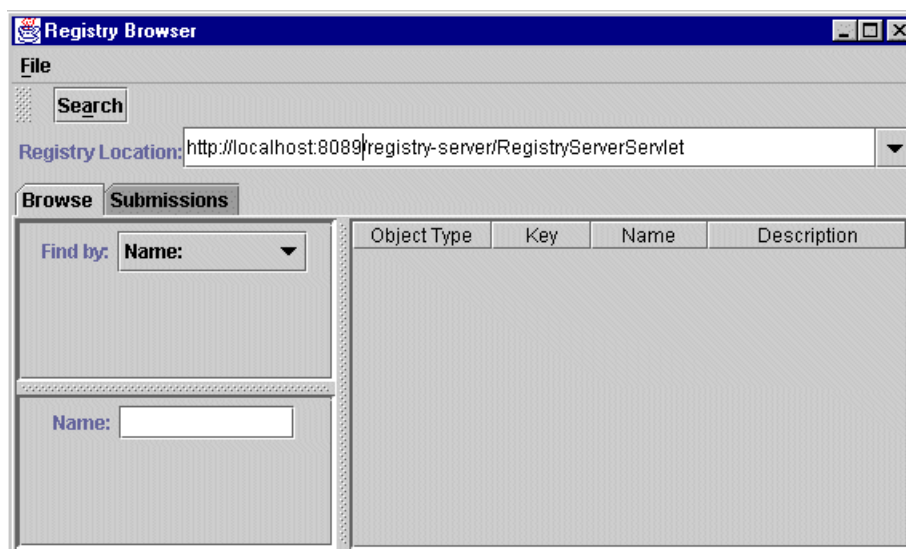 Registry Browser
File
Search
Registry Location: http://localhost:8089/registry-server/RegistryServerServlet
Browse Submissions
Find by: Name:
Object Type Key Name Description
Name: